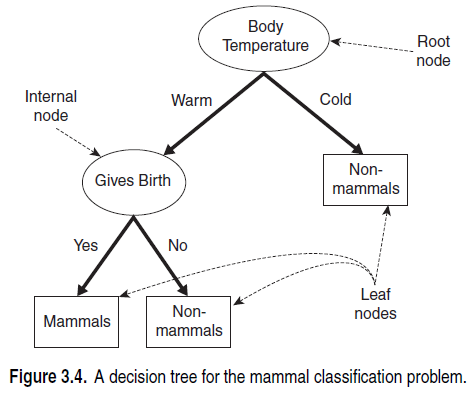 Body
Temperature
Root
node
Internal
node
Warm
Cold
Gives Birth
Non-
mammals
Yes
No
Mammals
Non-
mammals
Leaf
nodes
Figure 3.4. A decision tree for the mammal classification problem.